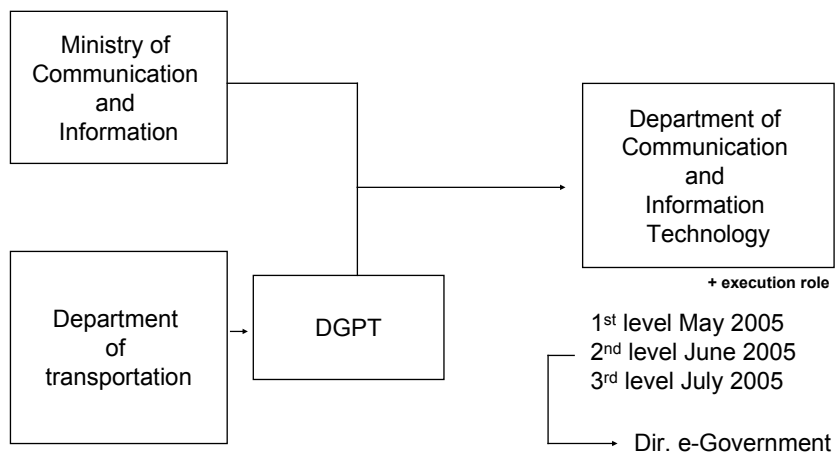 Ministry of
Communication
and
Information
Department of
Communication
and
Information
Technology
+ execution role
Department
of
transportation
DGPT
1st level May 2005
2nd level June 2005
3rd level July 2005
Dir. e-Government